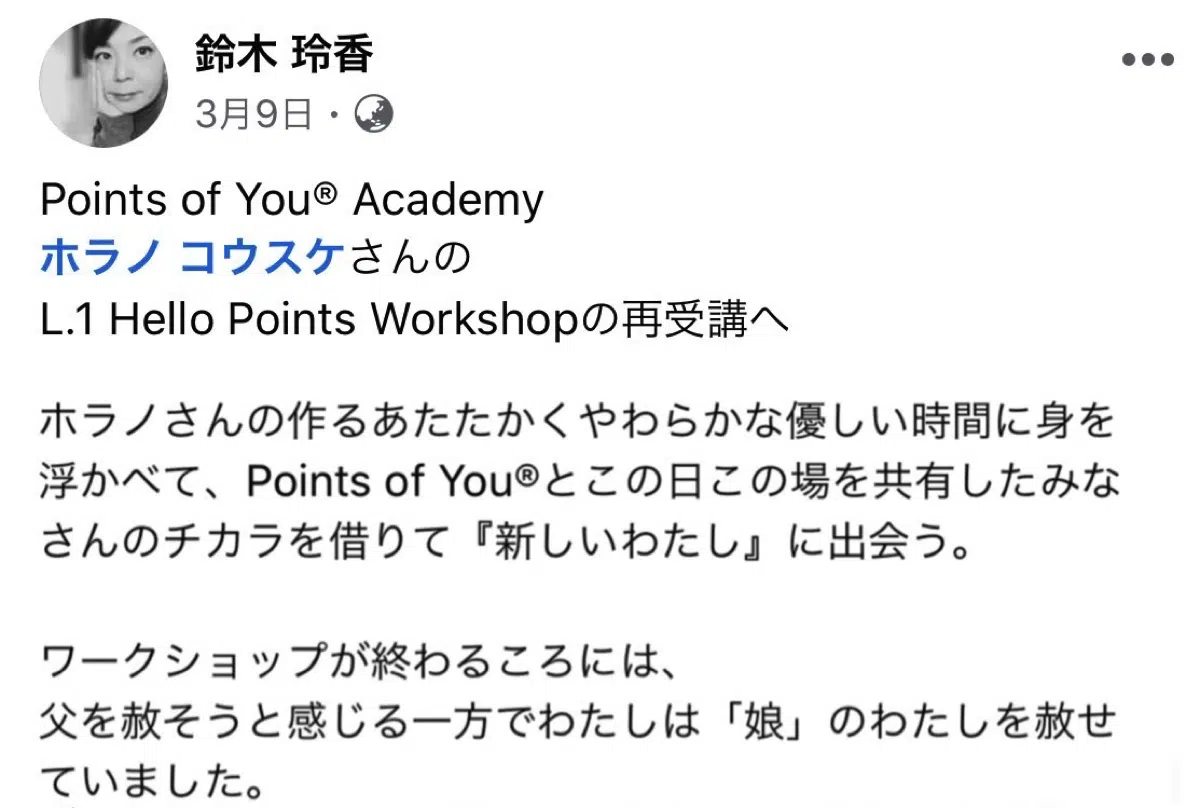 鈴木 玲香
3月9日・
Points of You® Academy
ホラノ コウスケさんの
L.1 Hello Points Workshopの再受講へ
ホラノさんの作るあたたかくやわらかな優しい時間に身を
浮かべて、Points of You®とこの日この場を共有したみな
さんのチカラを借りて『新しいわたし』に出会う。
ワークショップが終わるころには、
父を赦そうと感じる一方でわたしは「娘」のわたしを赦せ
ていました。